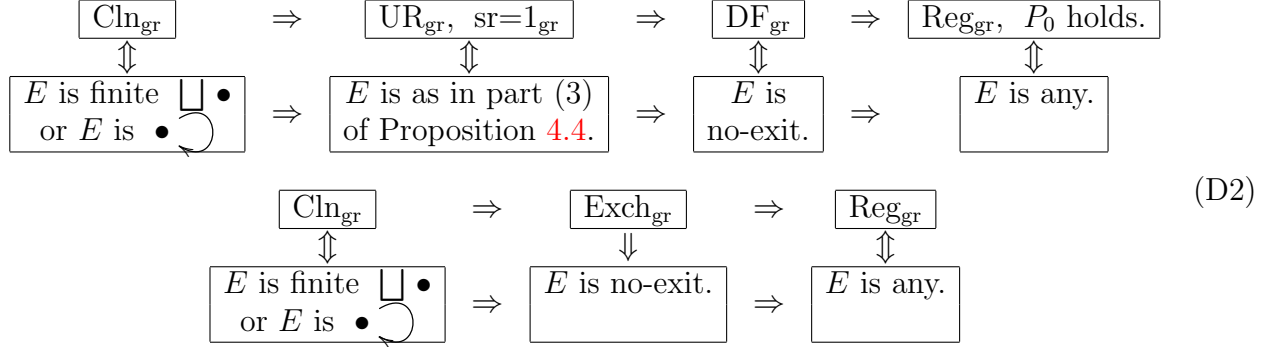 Cln_gr ⇒ UR_gr, sr=1_gr ⇒ DF_gr ⇒ Reg_gr, P_0 holds.
⇕ ⇕ ⇕ ⇕
E is finite ⨆ • ⇒ E is as in part (3) ⇒ E is ⇒ E is any.
or E is • of Proposition 4.4. no-exit.
(D2)
Cln_gr ⇒ Exch_gr ⇒ Reg_gr
⇕ ⇓ ⇕
E is finite ⨆ • ⇒ E is no-exit. ⇒ E is any.
or E is •